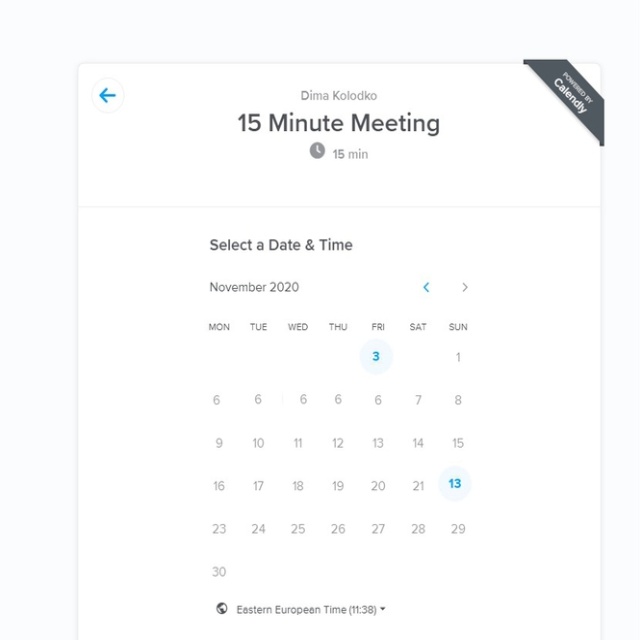 POWERED BY
Calendly
Dima Kolodko
15 Minute Meeting
15 min
Select a Date & Time
November 2020
MON TUE WED THU FRI SAT SUN
3 1
6 6 6 6 6 7 8
9 10 11 12 13 14 15
16 17 18 19 20 21 13
23 24 25 26 27 28 29
30
Eastern European Time (11:38)